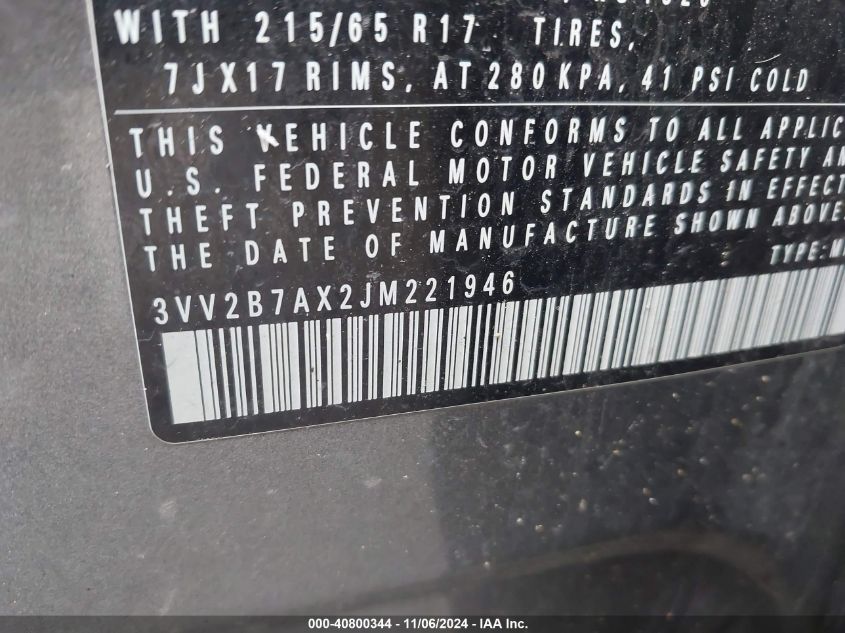 WITH 215/65 R17 TIRES,
7JX17 RIMS, AT 280 KPA, 41 PSI COLD
THIS VEHICLE CONFORMS TO ALL APPLIC
U.S. FEDERAL MOTOR VEHICLE SAFETY AN
THEFT PREVENTION STANDARDS IN EFFECT
THE DATE OF MANUFACTURE SHOWN ABOVE.
TYPE:M
3VV2B7AX2JM221946
000-40800344 - 11/06/2024 - IAA Inc.